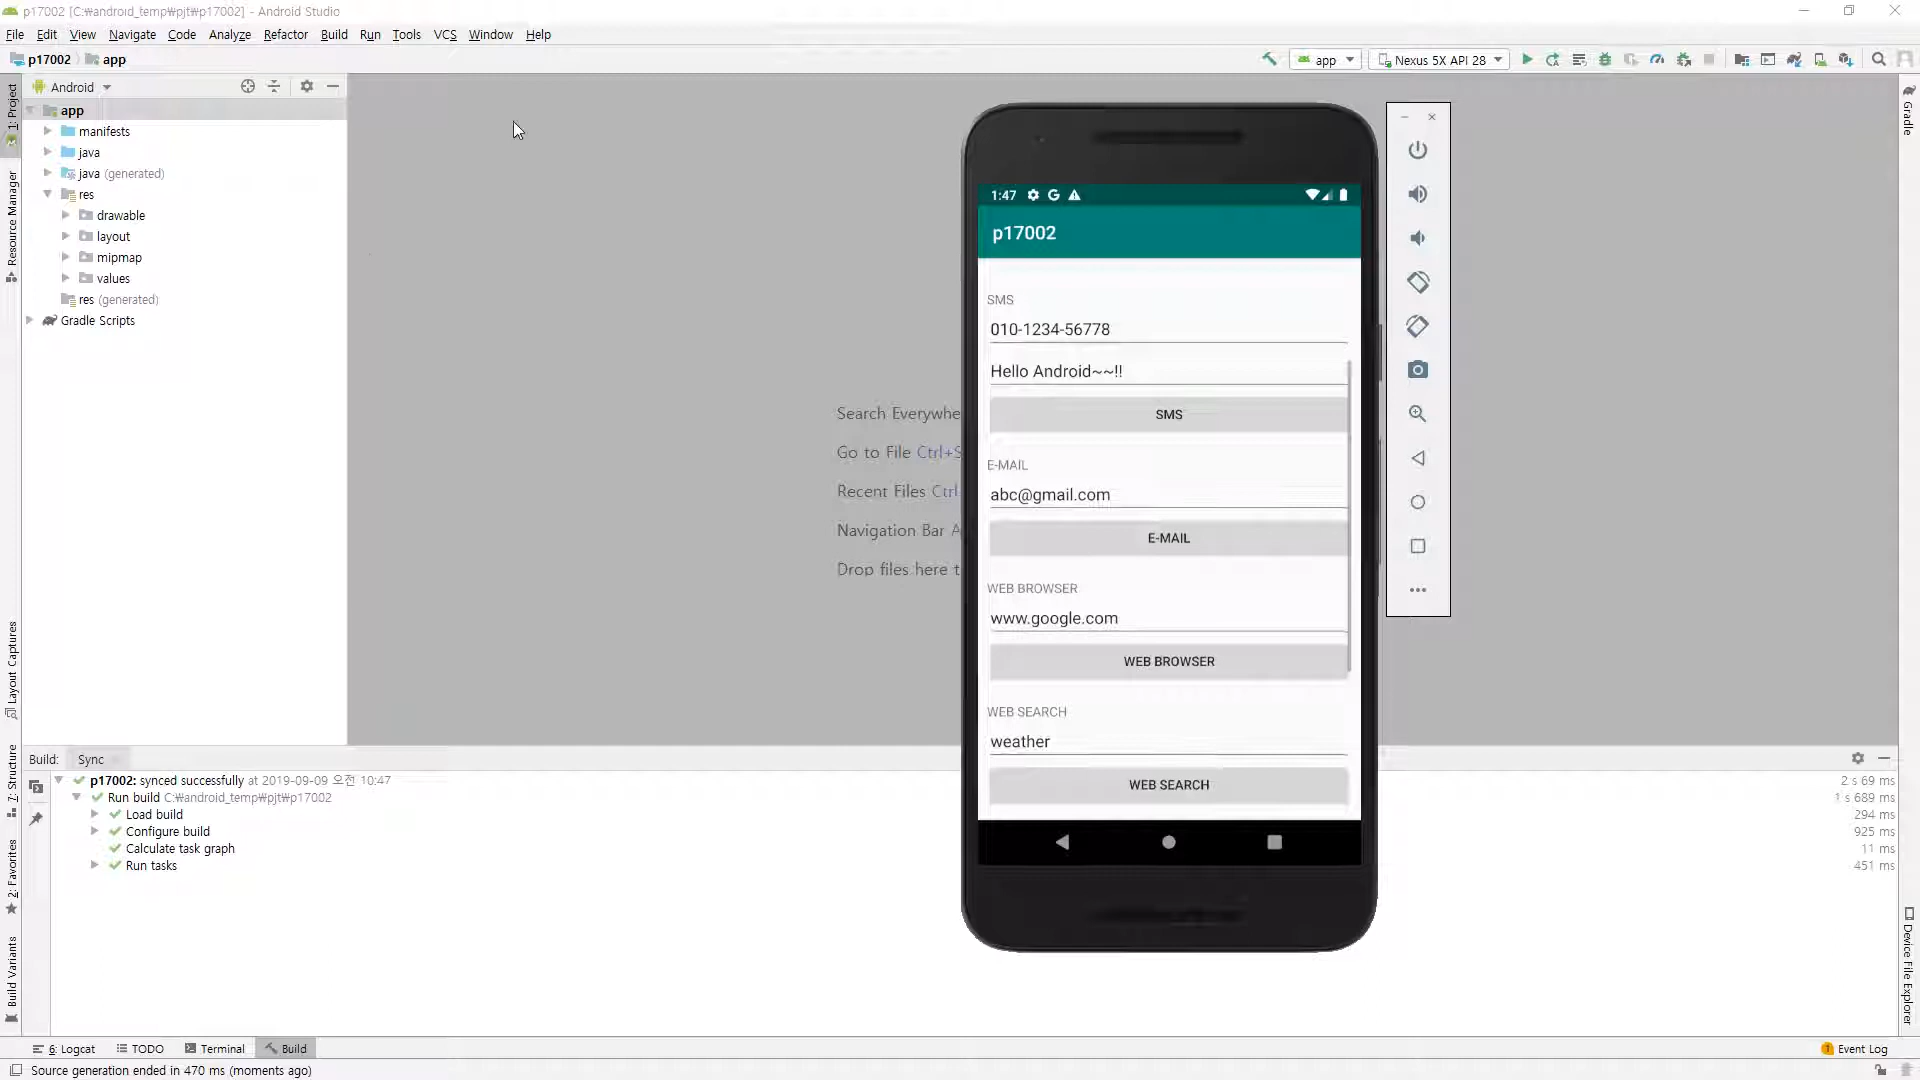 p17002 [C:₩android_temp₩pjt₩p17002] - Android Studio
File Edit View Navigate Code Analyze Refactor Build Run Tools VCS Window Help
p17002 app
app
Nexus 5X API 28
1: Project
Resource Manager
Layout Captures
7: Structure
2: Favorites
Build Variants
Android
app
manifests
java
java (generated)
res
drawable
layout
mipmap
values
res (generated)
Gradle Scripts
Search Everywhe
Go to File Ctrl+S
Recent Files Ctrl
Navigation Bar A
Drop files here t
1:47
p17002
SMS
010-1234-56778
Hello Android~~!!
SMS
E-MAIL
abc@gmail.com
E-MAIL
WEB BROWSER
www.google.com
WEB BROWSER
WEB SEARCH
weather
WEB SEARCH
Gradle
Device File Explorer
Build: Sync
p17002: synced successfully at 2019-09-09 오전 10:47 2 s 69 ms
Run build C:₩android_temp₩pjt₩p17002 1 s 689 ms
Load build 294 ms
Configure build 925 ms
Calculate task graph 11 ms
Run tasks 451 ms
6: Logcat TODO Terminal Build
1 Event Log
Source generation ended in 470 ms (moments ago)